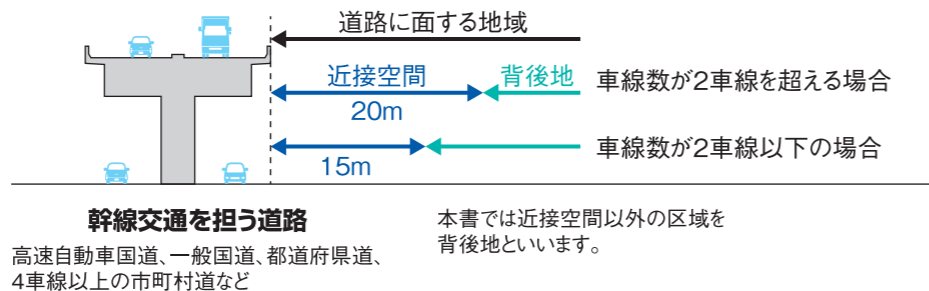 道路に面する地域
近接空間
背後地
車線数が2車線を超える場合
20m
車線数が2車線以下の場合
15m
幹線交通を担う道路
高速自動車国道、一般国道、都道府県道、
4車線以上の市町村道など
本書では近接空間以外の区域を
背後地といいます。